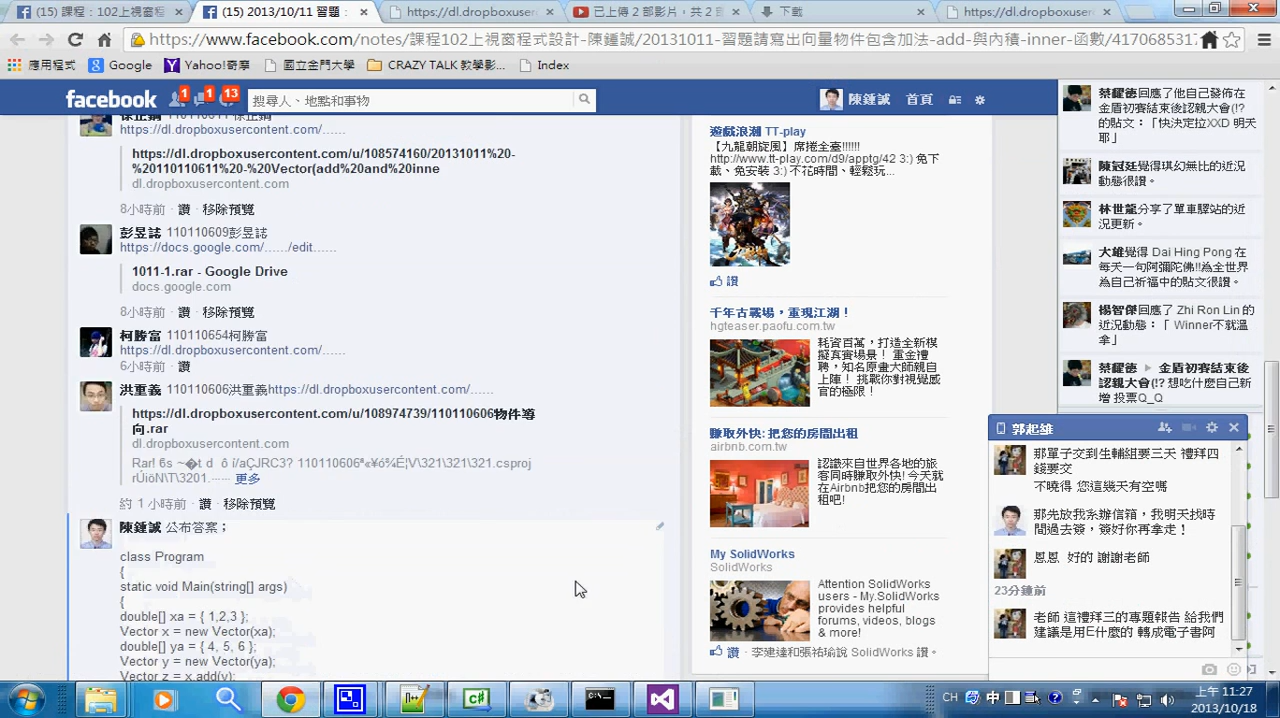 (15) 課程：102上視窗程
(15) 2013/10/11 習題：
https://dl.dropboxuser
已上傳 2 部影片，共 2 部
下載
https://dl.dropboxuser
https://www.facebook.com/notes/課程102上視窗程式設計-陳鍾誠/20131011-習題請寫出向量物件包含加法-add-與內積-inner-函數/417068531
應用程式
Google
Yahoo!奇摩
國立金門大學
CRAZY TALK 教學影...
Index
facebook
1
1
13
搜尋人、地點和事物
陳鍾誠
首頁
https://dl.dropboxusercontent.com/……
https://dl.dropboxusercontent.com/u/108574160/20131011%20-
%20110110611%20-%20Vector(add%20and%20inne
dl.dropboxusercontent.com
8小時前 · 讚 · 移除預覽
彭昱誌 110110609彭昱誌
https://docs.google.com/……/edit……
1011-1.rar - Google Drive
docs.google.com
8小時前 · 讚 · 移除預覽
柯勝富 110110654柯勝富
https://dl.dropboxusercontent.com/……
6小時前 · 讚
洪重義 110110606洪重義https://dl.dropboxusercontent.com/……
https://dl.dropboxusercontent.com/u/108974739/110110606物件導
向.rar
dl.dropboxusercontent.com
更多
約 1 小時前 · 讚 · 移除預覽
陳鍾誠 公布答案；
class Program
{
static void Main(string[] args)
{
double[] xa = { 1,2,3 };
Vector x = new Vector(xa);
double[] ya = { 4, 5, 6 };
Vector y = new Vector(ya);
Vector z = x.add(y);
遊戲浪潮 TT-play
【九龍朝旋風】席捲全臺!!!!!!
http://www.tt-play.com/d9/apptg/42 3:) 免下
載、免安裝 3:) 不花時間、輕鬆玩...
讚
千年古戰場，重現江湖！
hgteaser.paofu.com.tw
耗資百萬，打造全新模
擬真實場景！ 重金禮
聘，知名原畫大師親自
上陣！ 挑戰你對視覺感
官的極限！
賺取外快: 把您的房間出租
airbnb.com.tw
認識來自世界各地的旅
客同時賺取外快! 今天就
在Airbnb把您的房間出
租吧!
My SolidWorks
SolidWorks
Attention SolidWorks
users - My.SolidWorks
provides helpful
forums, videos, blogs
& more!
讚 · 李建達和張祐瑜說 SolidWorks 讚。
榮耀德回應了他自己發佈在
金盾初賽結束後認親大會(!?
的貼文：「快決定拉XXD 明天
耶」
陳冠廷覺得琪幻無比的近況
動態很讚。
林世龍分享了單車驛站的近
況更新。
大雄覺得 Dai Hing Pong 在
每天一句阿彌陀佛!!為全世界
為自己祈福中的貼文很讚。
楊智傑回應了 Zhi Ron Lin 的
近況動態：「 Winner不就溫
拿」
榮耀德 ▶ 金盾初賽結束後
認親大會(!? 想吃什麼自己新
增 投票Q_Q
郭起雄
那單子交到生輔組要三天 禮拜四
錢要交
不曉得 您這幾天有空嗎
那先放我系辦信箱，我明天找時
間過去簽，簽好你再拿走！
恩恩 好的 謝謝老師
23分鐘前
老師 這禮拜三的專題報告 給我們
建議是用E什麼的 轉成電子書阿
CH
中
上午 11:27
2013/10/18